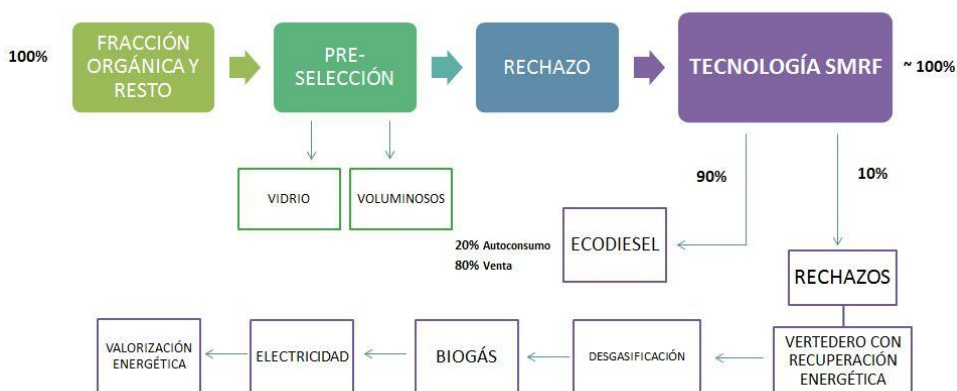 100%
FRACCIÓN
ORGÁNICA Y
RESTO
PRE-
SELECCIÓN
RECHAZO
TECNOLOGÍA SMRF
~ 100%
VIDRIO
VOLUMINOSOS
90%
10%
20% Autoconsumo
80% Venta
ECODIESEL
RECHAZOS
VALORIZACIÓN
ENERGÉTICA
ELECTRICIDAD
BIOGÁS
DESGASIFICACIÓN
VERTEDERO CON
RECUPERACIÓN
ENERGÉTICA